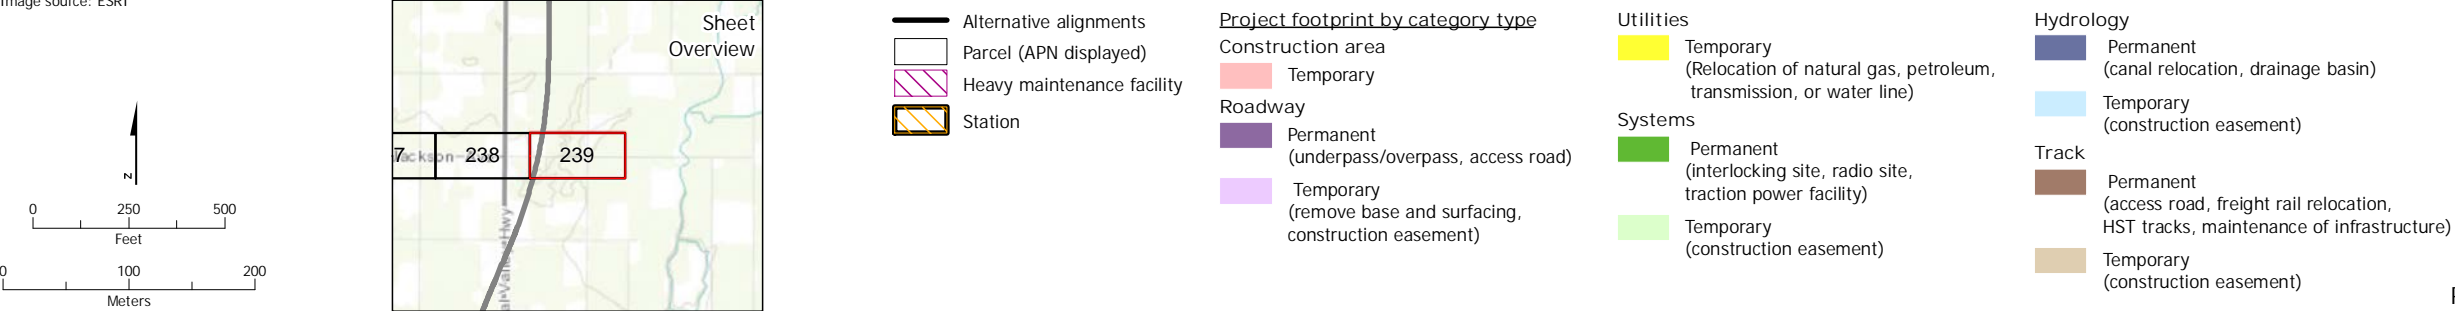 Image source: ESRI
N
0 250 500
Feet
0 100 200
Meters
Sheet
Overview
7 238 239
Jackson
Alternative alignments
Parcel (APN displayed)
Heavy maintenance facility
Station
Project footprint by category type
Construction area
Temporary
Roadway
Permanent
(underpass/overpass, access road)
Temporary
(remove base and surfacing,
construction easement)
Utilities
Temporary
(Relocation of natural gas, petroleum,
transmission, or water line)
Systems
Permanent
(interlocking site, radio site,
traction power facility)
Temporary
(construction easement)
Hydrology
Permanent
(canal relocation, drainage basin)
Temporary
(construction easement)
Track
Permanent
(access road, freight rail relocation,
HST tracks, maintenance of infrastructure)
Temporary
(construction easement)